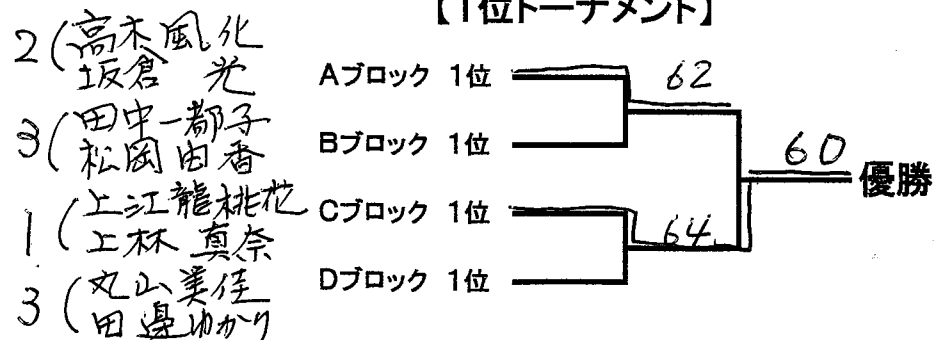 【1位トーナメント】
2(高木風化
坂倉 光
Aブロック 1位
62
3(田中一都子
松岡由香
Bブロック 1位
60
優勝
1(上江龍桃花
上林真奈
Cブロック 1位
64
3(丸山美佳
田邊ゆかり
Dブロック 1位